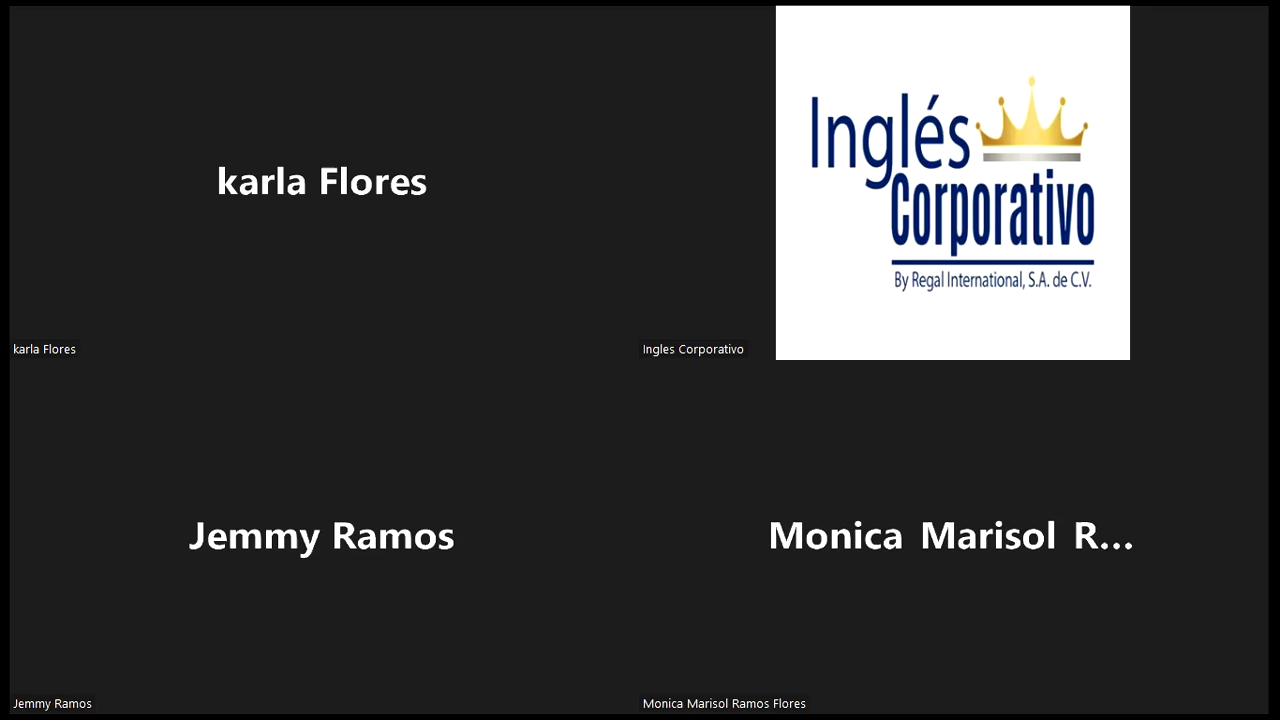 karla Flores
karla Flores
Inglés
Corporativo
By Regal International, S.A. de C.V.
Ingles Corporativo
Jemmy Ramos
Jemmy Ramos
Monica Marisol R...
Monica Marisol Ramos Flores